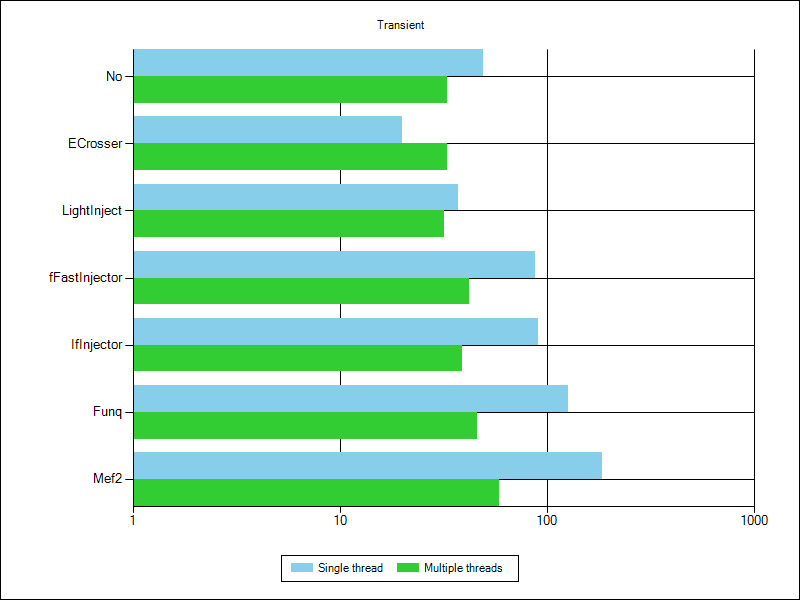 Transient
No
ECrosser
LightInject
fFastInjector
IfInjector
Funq
Mef2
1 10 100 1000
Single thread Multiple threads